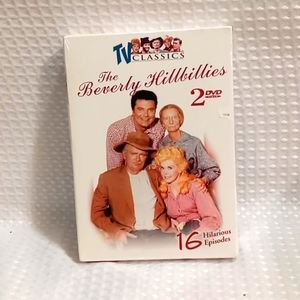 TV
CLASSICS
The
Beverly Hillbillies
2 DVD
16 Hilarious
Episodes